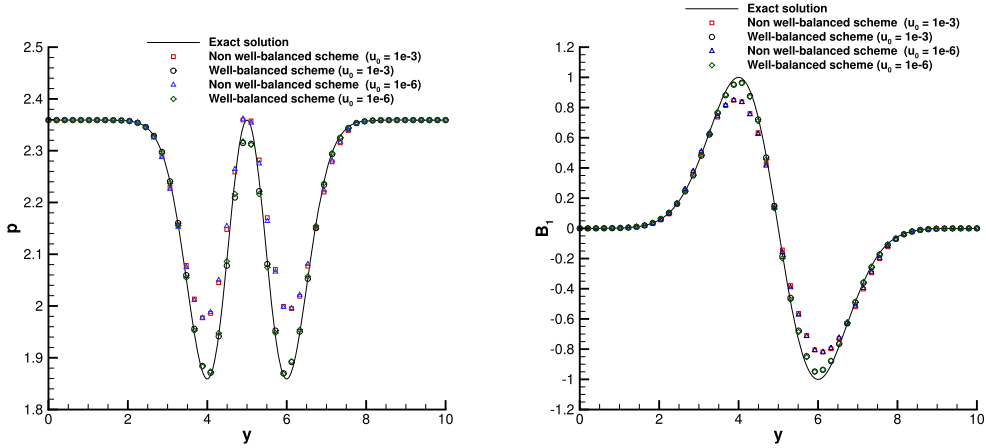 Exact solution
Non well-balanced scheme (u0 = 1e-3)
Well-balanced scheme (u0 = 1e-3)
Non well-balanced scheme (u0 = 1e-6)
Well-balanced scheme (u0 = 1e-6)
2.5
2.4
2.3
2.2
2.1
2
1.9
1.8
p
0
2
4
6
8
10
y
Exact solution
Non well-balanced scheme (u0 = 1e-3)
Well-balanced scheme (u0 = 1e-3)
Non well-balanced scheme (u0 = 1e-6)
Well-balanced scheme (u0 = 1e-6)
1.2
1
0.8
0.6
0.4
0.2
0
-0.2
-0.4
-0.6
-0.8
-1
-1.2
B1
0
2
4
6
8
10
y